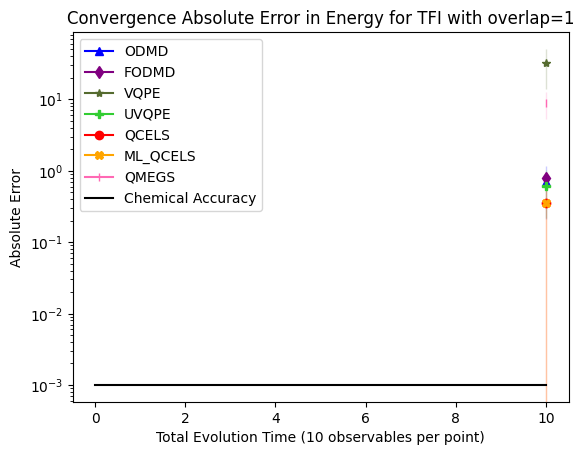 Convergence Absolute Error in Energy for TFI with overlap=1
ODMD
FODMD
VQPE
UVQPE
QCELS
ML_QCELS
QMEGS
Chemical Accuracy
Absolute Error
10¹
10⁰
10⁻¹
10⁻²
10⁻³
0 2 4 6 8 10
Total Evolution Time (10 observables per point)